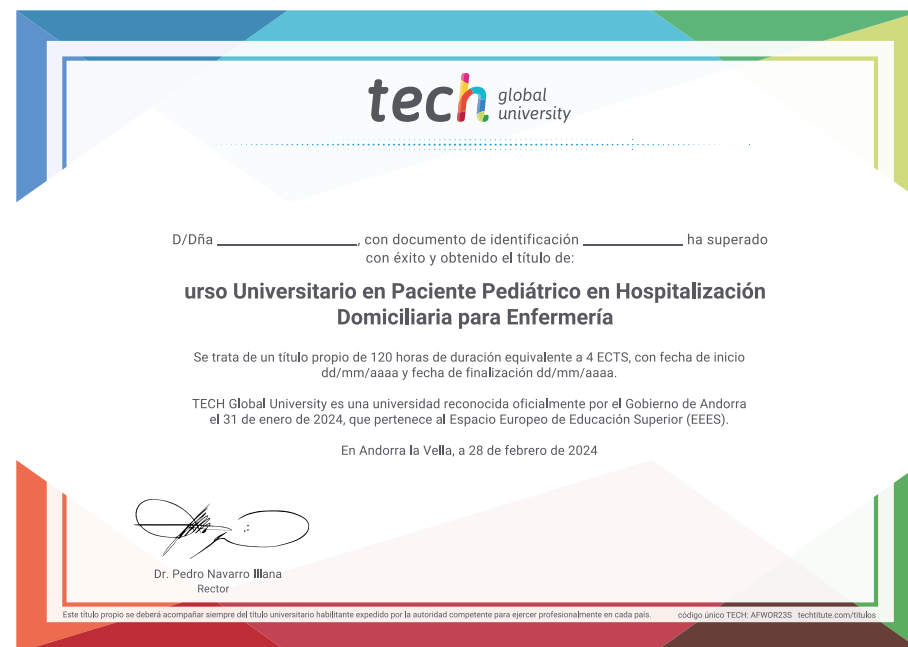 tech global
university
D/Dña ______________, con documento de identificación __________ ha superado
con éxito y obtenido el título de:
urso Universitario en Paciente Pediátrico en Hospitalización
Domiciliaria para Enfermería
Se trata de un título propio de 120 horas de duración equivalente a 4 ECTS, con fecha de inicio
dd/mm/aaaa y fecha de finalización dd/mm/aaaa.
TECH Global University es una universidad reconocida oficialmente por el Gobierno de Andorra
el 31 de enero de 2024, que pertenece al Espacio Europeo de Educación Superior (EEES).
En Andorra la Vella, a 28 de febrero de 2024
Dr. Pedro Navarro Illana
Rector
Este título propio se deberá acompañar siempre del título universitario habilitante expedido por la autoridad competente para ejercer profesionalmente en cada país. código único TECH: AFWOR23S techtitute.com/titulos